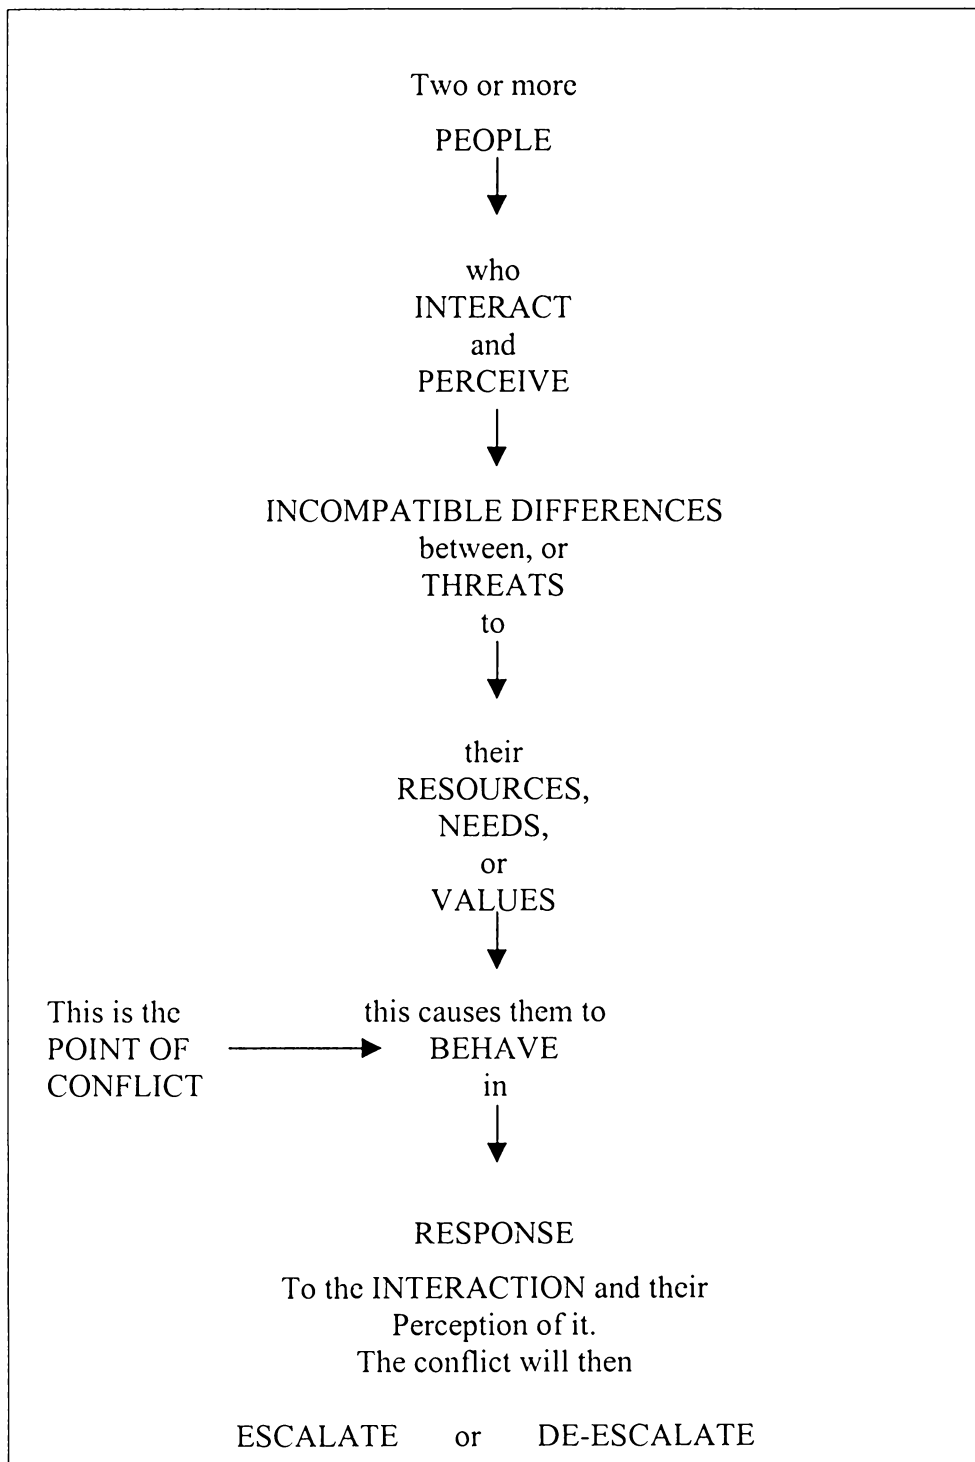 Two or more
PEOPLE
who
INTERACT
and
PERCEIVE
INCOMPATIBLE DIFFERENCES
between, or
THREATS
to
their
RESOURCES,
NEEDS,
or
VALUES
This is the
POINT OF
CONFLICT
this causes them to
BEHAVE
in
RESPONSE
To the INTERACTION and their
Perception of it.
The conflict will then
ESCALATE or DE-ESCALATE